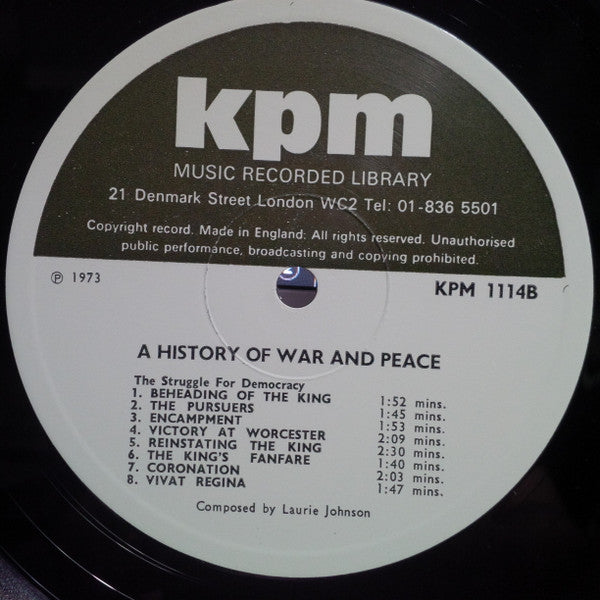 kpm
MUSIC RECORDED LIBRARY
21 Denmark Street London WC2 Tel: 01-836 5501
Copyright record. Made in England: All rights reserved. Unauthorised
public performance, broadcasting and copying prohibited.
℗ 1973
KPM 1114B
A HISTORY OF WAR AND PEACE
The Struggle For Democracy
1. BEHEADING OF THE KING 1:52 mins.
2. THE PURSUERS 1:45 mins.
3. ENCAMPMENT 1:53 mins.
4. VICTORY AT WORCESTER 2:09 mins.
5. REINSTATING THE KING 2:30 mins.
6. THE KING'S FANFARE 1:40 mins.
7. CORONATION 2:03 mins.
8. VIVAT REGINA 1:47 mins.
Composed by Laurie Johnson